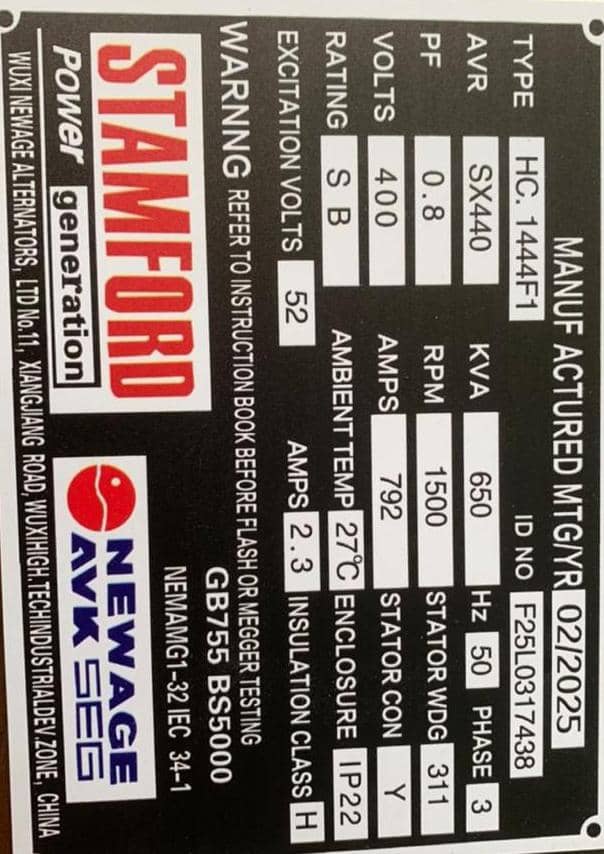 MANUF ACTURED MTG/YR 02/2025
TYPE HC. 1444F1 ID NO F25L0317438
AVR SX440 KVA 650 Hz 50 PHASE 3
PF 0.8 RPM 1500 STATOR WDG 311
VOLTS 400 AMPS 792 STATOR CON Y
RATING S B AMBIENT TEMP 27℃ ENCLOSURE IP22
EXCITATION VOLTS 52 AMPS 2.3 INSULATION CLASS H
WARNNG REFER TO INSTRUCTION BOOK BEFORE FLASH OR MEGGER TESTING
GB755 BS5000
NEMAMG1-32 IEC 34-1
STAMFORD
Power generation
NEWAGE
AVK SEG
WUXI NEWAGE ALTERNATORS, LTD No.11, XIANGJIANG ROAD, WUXIHIGH.TECHINDUSTRIALDEV ZONE, CHINA